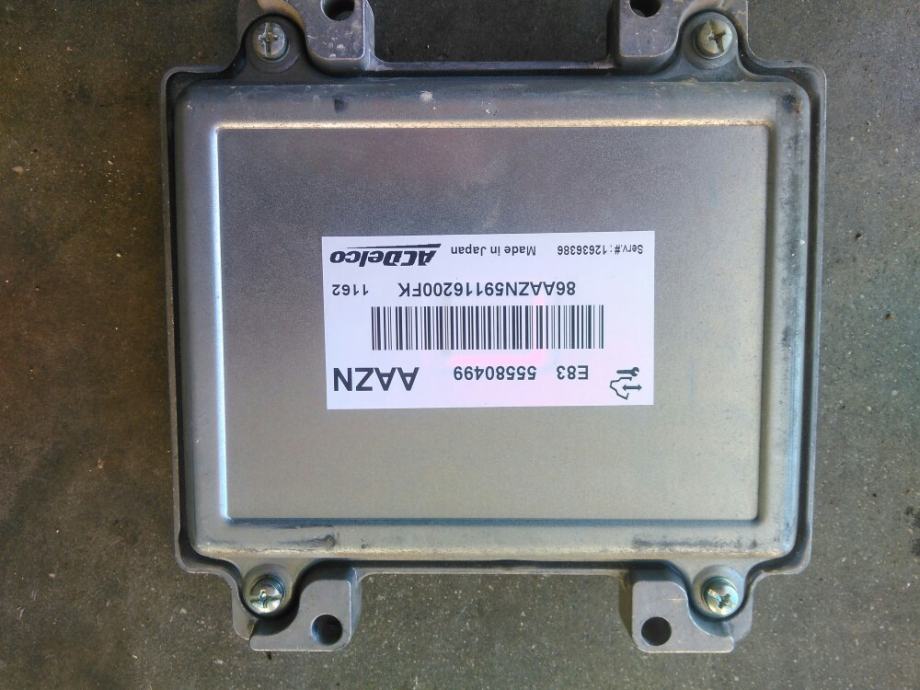 E83 55580499 AAZN
86AAZN59116200FK 1162
Serv.#:12636386 Made in Japan ACDelco